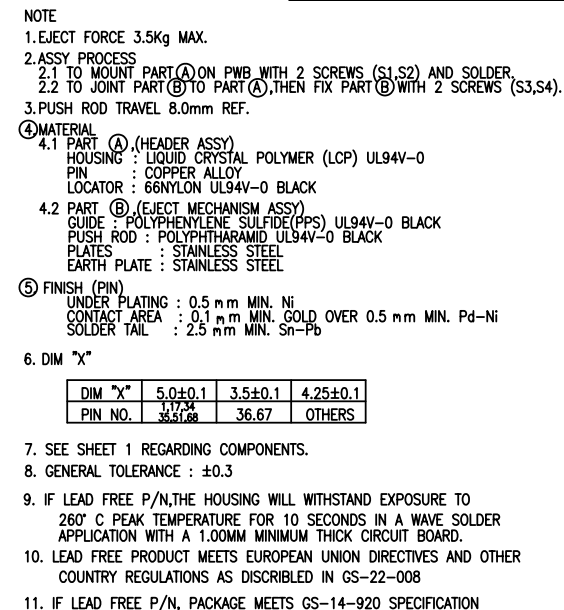 NOTE
1.EJECT FORCE 3.5Kg MAX.
2.ASSY PROCESS
2.1 TO MOUNT PART Ⓐ ON PWB WITH 2 SCREWS (S1,S2) AND SOLDER.
2.2 TO JOINT PART Ⓑ TO PART Ⓐ,THEN FIX PART Ⓑ WITH 2 SCREWS (S3,S4).
3.PUSH ROD TRAVEL 8.0mm REF.
④MATERIAL
4.1 PART Ⓐ,(HEADER ASSY)
HOUSING : LIQUID CRYSTAL POLYMER (LCP) UL94V-0
PIN : COPPER ALLOY
LOCATOR : 66NYLON UL94V-0 BLACK
4.2 PART Ⓑ,(EJECT MECHANISM ASSY)
GUIDE : POLYPHENYLENE SULFIDE(PPS) UL94V-0 BLACK
PUSH ROD : POLYPHTHARAMID UL94V-0 BLACK
PLATES : STAINLESS STEEL
EARTH PLATE : STAINLESS STEEL
⑤ FINISH (PIN)
UNDER PLATING : 0.5 mm MIN. Ni
CONTACT AREA : 0.1 mm MIN. GOLD OVER 0.5 mm MIN. Pd-Ni
SOLDER TAIL : 2.5 mm MIN. Sn-Pb
6. DIM "X"
DIM "X" 5.0±0.1 3.5±0.1 4.25±0.1
PIN NO. 1,17,34 35,51,68 36.67 OTHERS
7. SEE SHEET 1 REGARDING COMPONENTS.
8. GENERAL TOLERANCE : ±0.3
9. IF LEAD FREE P/N,THE HOUSING WILL WITHSTAND EXPOSURE TO
260° C PEAK TEMPERATURE FOR 10 SECONDS IN A WAVE SOLDER
APPLICATION WITH A 1.00MM MINIMUM THICK CIRCUIT BOARD.
10. LEAD FREE PRODUCT MEETS EUROPEAN UNION DIRECTIVES AND OTHER
COUNTRY REGULATIONS AS DISCRIBLED IN GS-22-008
11. IF LEAD FREE P/N, PACKAGE MEETS GS-14-920 SPECIFICATION